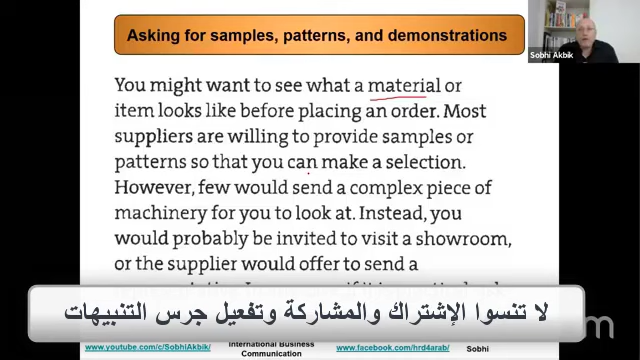 Asking for samples, patterns, and demonstrations
Sobhi Akbik
You might want to see what a material or
item looks like before placing an order. Most
suppliers are willing to provide samples or
patterns so that you can make a selection.
However, few would send a complex piece of
machinery for you to look at. Instead, you
would probably be invited to visit a showroom,
or the supplier would offer to send a
لا تنسوا الإشتراك والمشاركة وتفعيل جرس التنبيهات
www.youtube.com/c/SobhiAkbik/
International Business
Communication
www.facebook.com/hrd4arab/
Sobhi